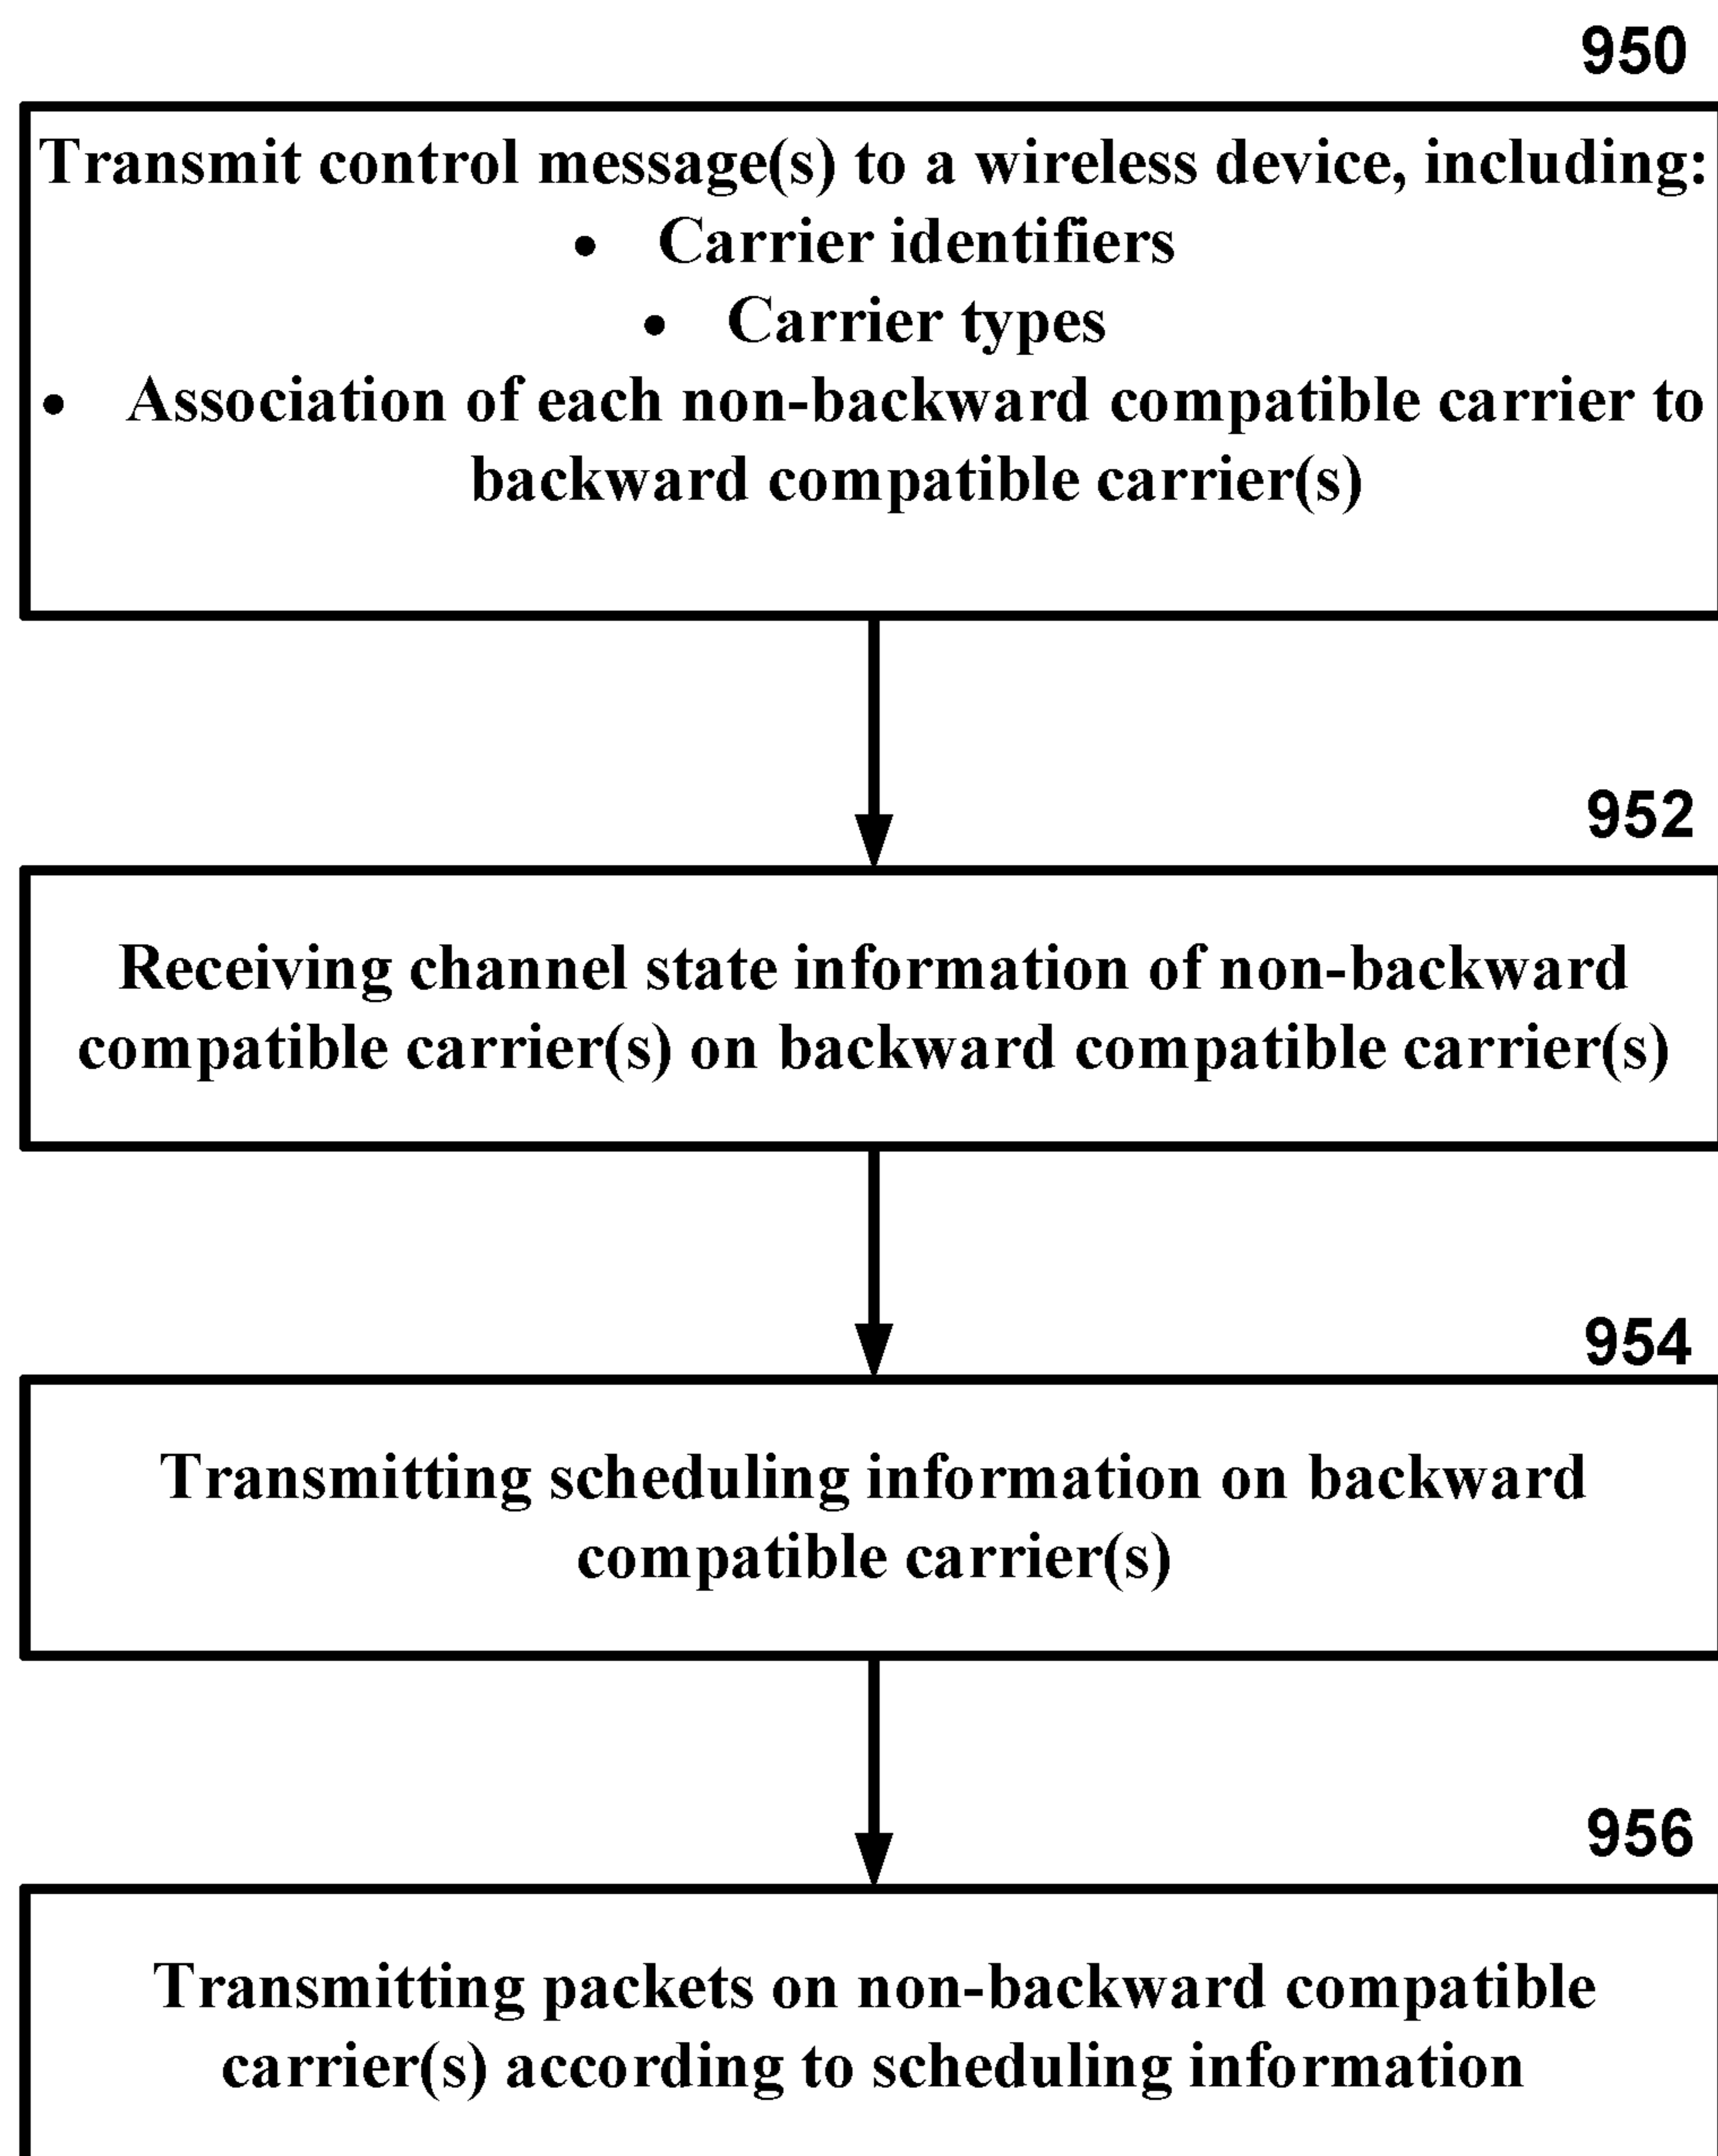 950
Transmit control message(s) to a wireless device, including:
• Carrier identifiers
• Carrier types
• Association of each non-backward compatible carrier to
backward compatible carrier(s)
952
Receiving channel state information of non-backward
compatible carrier(s) on backward compatible carrier(s)
954
Transmitting scheduling information on backward
compatible carrier(s)
956
Transmitting packets on non-backward compatible
carrier(s) according to scheduling information